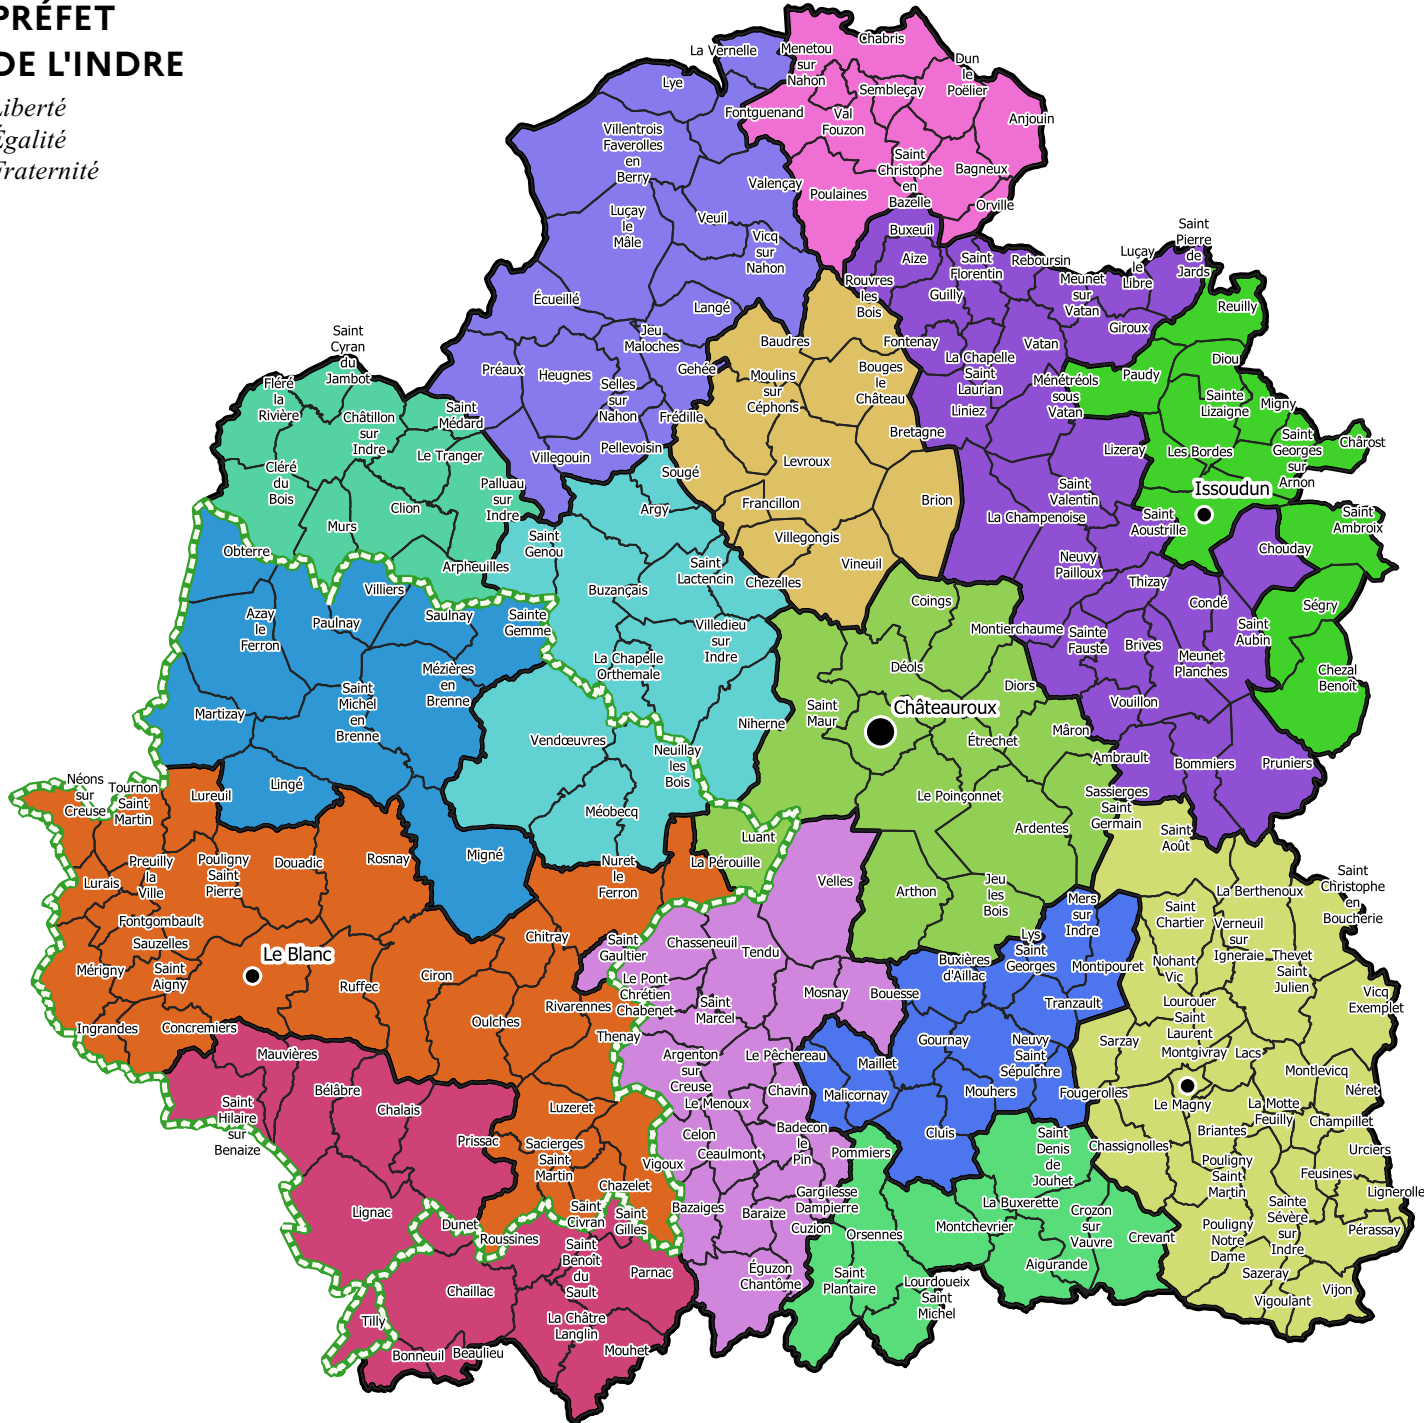 PRÉFET
DE L'INDRE
Liberté
Égalité
Fraternité
La Vernelle
Menetou
sur
Nahon
Chabris
Dun
le
Poëlier
Lye
Sembleçay
Fontguenand
Val
Fouzon
Anjouin
Villentrois
Faverolles
en
Berry
Saint
Christophe
en
Bazelle
Bagneux
Valençay
Poulaines
Orville
Luçay
le
Mâle
Veuil
Vicq
sur
Nahon
Buxeuil
Aize
Saint
Florentin
Reboursin
Luçay
le
Libre
Saint
Pierre
de
Jards
Rouvres
les
Bois
Guilly
Meunet
sur
Vatan
Giroux
Reuilly
Écueillé
Langé
Jeu
Maloches
Baudres
Fontenay
Vatan
La Chapelle
Saint
Laurian
Diou
Saint
Cyran
du
Jambot
Fléré
la
Rivière
Châtillon
sur
Indre
Saint
Médard
Préaux
Heugnes
Selles
sur
Nahon
Gehée
Frédille
Moulins
sur
Céphons
Bouges
le
Château
Ménétréols
sous
Vatan
Paudy
Sainte
Lizaigne
Migny
Liniez
Bretagne
Lizeray
Les Bordes
Saint
Georges
sur
Arnon
Chârost
Cléré
du
Bois
Le Tranger
Villegouin
Pellevoisin
Sougé
Levroux
Clion
Palluau
sur
Indre
Murs
Argy
Francillon
Brion
Saint
Valentin
La Champenoise
Issoudun
Saint
Aoustrille
Saint
Ambroix
Obterre
Arpheuilles
Saint
Genou
Villegongis
Vineuil
Chouday
Neuvy
Pailloux
Villiers
Buzançais
Saint
Lactencin
Chezelles
Thizay
Condé
Ségry
Azay
le
Ferron
Paulnay
Saulnay
Sainte
Gemme
Coings
Montierchaume
Sainte
Fauste
Brives
Meunet
Planches
Saint
Aubin
Villedieu
sur
Indre
La Chapelle
Orthemale
Déols
Mézières
en
Brenne
Saint
Michel
en
Brenne
Diors
Vouillon
Chezal
Benoît
Martizay
Saint
Maur
Châteauroux
Niherne
Vendœuvres
Neuillay
les
Bois
Étrechet
Mâron
Ambrault
Bommiers
Pruniers
Néons
sur
Creuse
Tournon
Saint
Martin
Lureuil
Lingé
Méobecq
Le Poinçonnet
Sassierges
Saint
Germain
Ardentes
Saint
Août
Luant
La Pérouille
Migné
Rosnay
Douadic
Pouligny
Saint
Pierre
Preuilly
la
Ville
Lurais
Nuret
le
Ferron
Velles
Arthon
Jeu
les
Bois
Mers
sur
Indre
La Berthenoux
Saint
Christophe
en
Boucherie
Saint
Chartier
Verneuil
sur
Igneraie
Fontgombault
Sauzelles
Mérigny
Saint
Aigny
Le Blanc
Chitray
Saint
Gaultier
Chasseneuil
Tendu
Lys
Saint
Georges
Buxières
d'Aillac
Montipouret
Nohant
Vic
Thevet
Saint
Julien
Ruffec
Ciron
Rivarennes
Le Pont
Chrétien
Chabenet
Saint
Marcel
Mosnay
Bouesse
Tranzault
Lourouer
Saint
Laurent
Vicq
Exemplet
Ingrandes
Concremiers
Oulches
Thenay
Gournay
Neuvy
Saint
Sépulchre
Sarzay
Montgivray
Lacs
Mauvières
Argenton
sur
Creuse
Le Pêchereau
Maillet
Montlevicq
Bélâbre
Chalais
Le Menoux
Chavin
Malicornay
Mouhers
Fougerolles
Le Magny
La Motte
Feuilly
Néret
Champillet
Saint
Hilaire
sur
Benaize
Luzeret
Prissac
Sacierges
Saint
Martin
Celon
Ceaulmont
Badecon
le
Pin
Pommiers
Cluis
Saint
Denis
de
Jouhet
Chassignolles
Briantes
Urciers
Vigoux
Chazelet
Gargilesse
Dampierre
Pouligny
Saint
Martin
Feusines
Lignerolles
Lignac
Dunet
Roussines
Saint
Civran
Saint
Gilles
Bazaiges
Baraize
Cuzion
Orsennes
Montchevrier
La Buxerette
Crozon
sur
Vauvre
Crevant
Pouligny
Notre
Dame
Sainte
Sévère
sur
Indre
Pérassay
Saint
Benoît
du
Sault
Parnac
Éguzon
Chantôme
Saint
Plantaire
Lourdoueix
Saint
Michel
Aigurande
Sazeray
Vigoulant
Vijon
Chaillac
Tilly
La Châtre
Langlin
Mouhet
Bonneuil
Beaulieu